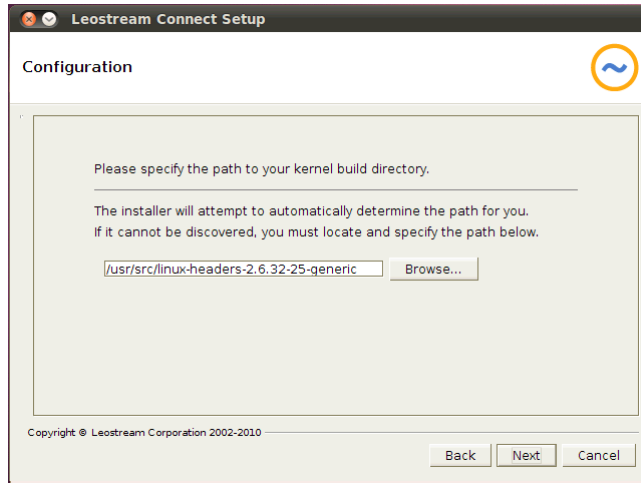 Leostream Connect Setup
Configuration
Please specify the path to your kernel build directory.
The installer will attempt to automatically determine the path for you.
If it cannot be discovered, you must locate and specify the path below.
/usr/src/linux-headers-2.6.32-25-generic Browse...
Copyright © Leostream Corporation 2002-2010
Back Next Cancel